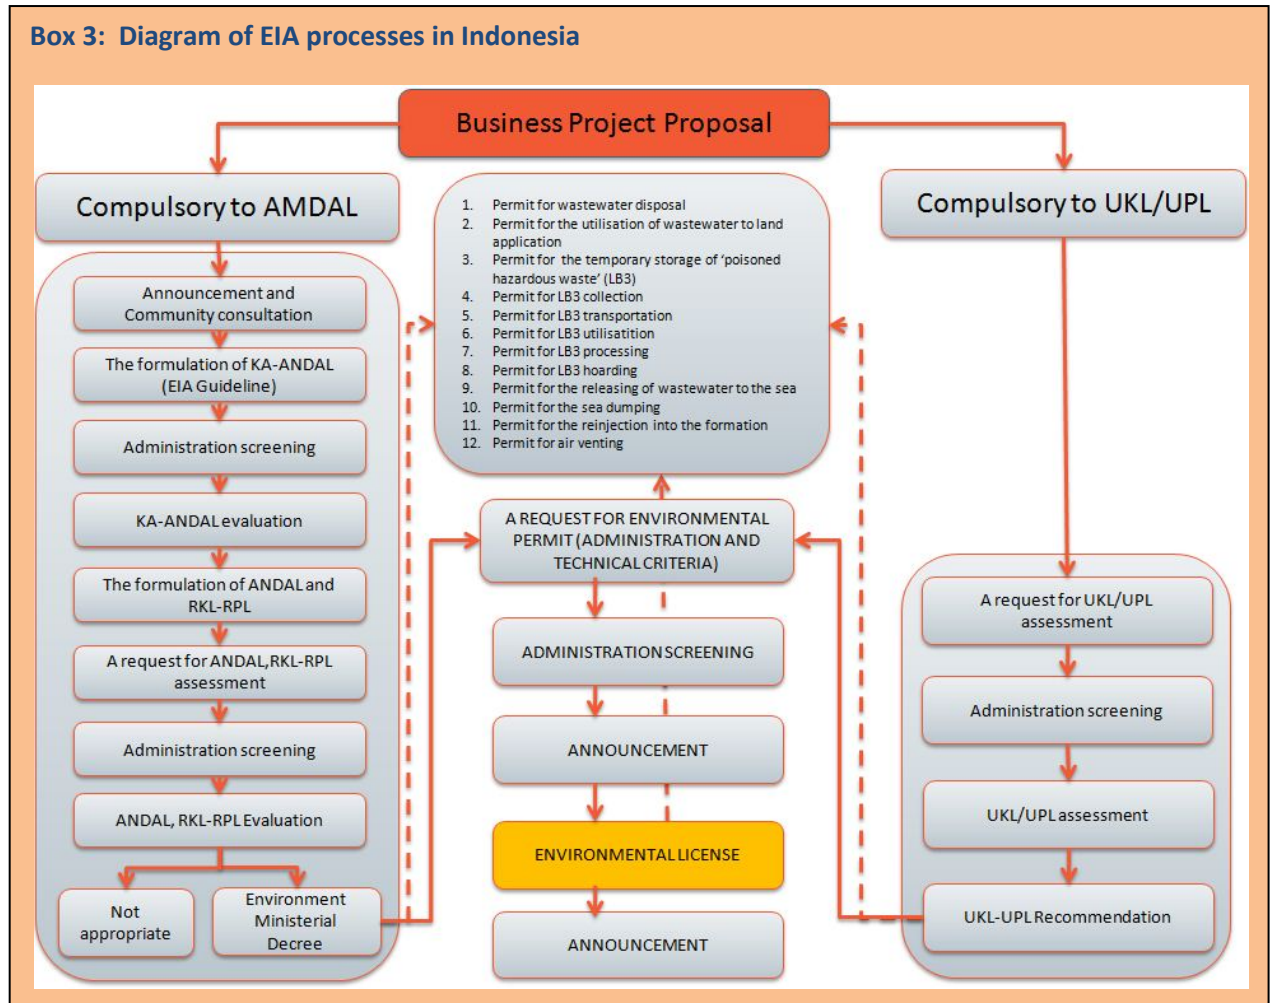 Box 3: Diagram of EIA processes in Indonesia
Business Project Proposal
Compulsory to AMDAL
Announcement and
Community consultation
The formulation of KA-ANDAL
(EIA Guideline)
Administration screening
KA-ANDAL evaluation
The formulation of ANDAL and
RKL-RPL
A request for ANDAL,RKL-RPL
assessment
Administration screening
ANDAL, RKL-RPL Evaluation
Not
appropriate
Environment
Ministerial
Decree
1. Permit for wastewater disposal
2. Permit for the utilisation of wastewater to land
application
3. Permit for the temporary storage of ‘poisoned
hazardous waste’ (LB3)
4. Permit for LB3 collection
5. Permit for LB3 transportation
6. Permit for LB3 utilisatition
7. Permit for LB3 processing
8. Permit for LB3 hoarding
9. Permit for the releasing of wastewater to the sea
10. Permit for the sea dumping
11. Permit for the reinjection into the formation
12. Permit for air venting
A REQUEST FOR ENVIRONMENTAL
PERMIT (ADMINISTRATION AND
TECHNICAL CRITERIA)
ADMINISTRATION SCREENING
ANNOUNCEMENT
ENVIRONMENTAL LICENSE
ANNOUNCEMENT
Compulsory to UKL/UPL
A request for UKL/UPL
assessment
Administration screening
UKL/UPL assessment
UKL-UPL Recommendation